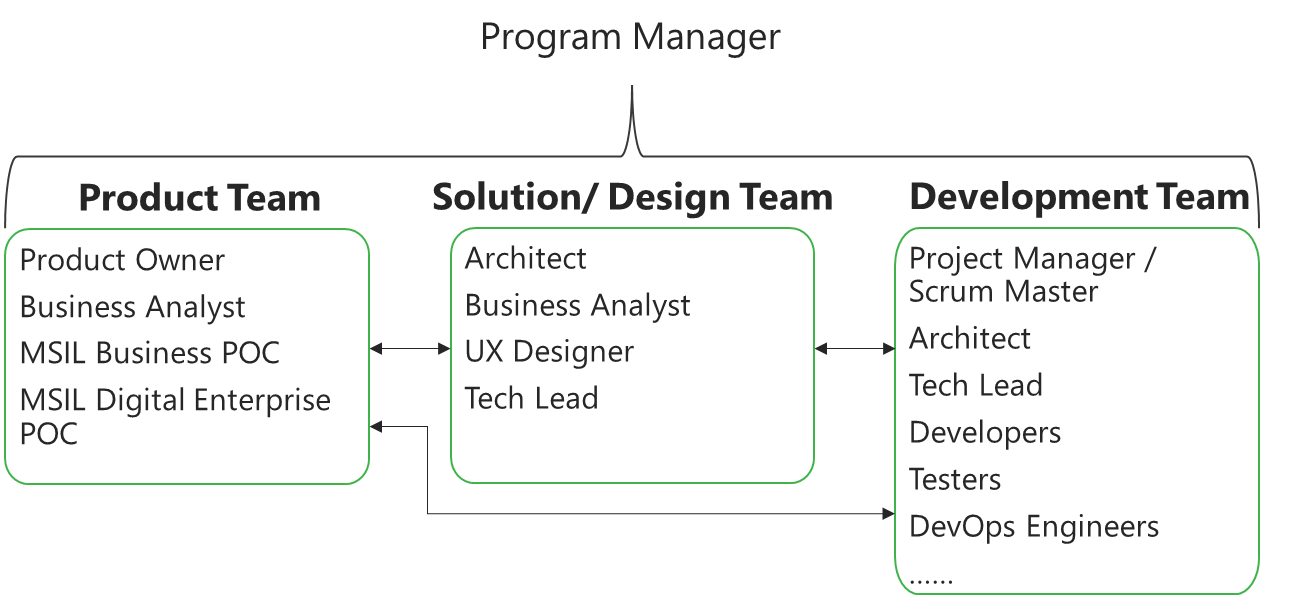 Program Manager
Product Team
Product Owner
Business Analyst
MSIL Business POC
MSIL Digital Enterprise
POC
Solution/ Design Team
Architect
Business Analyst
UX Designer
Tech Lead
Development Team
Project Manager /
Scrum Master
Architect
Tech Lead
Developers
Testers
DevOps Engineers
......